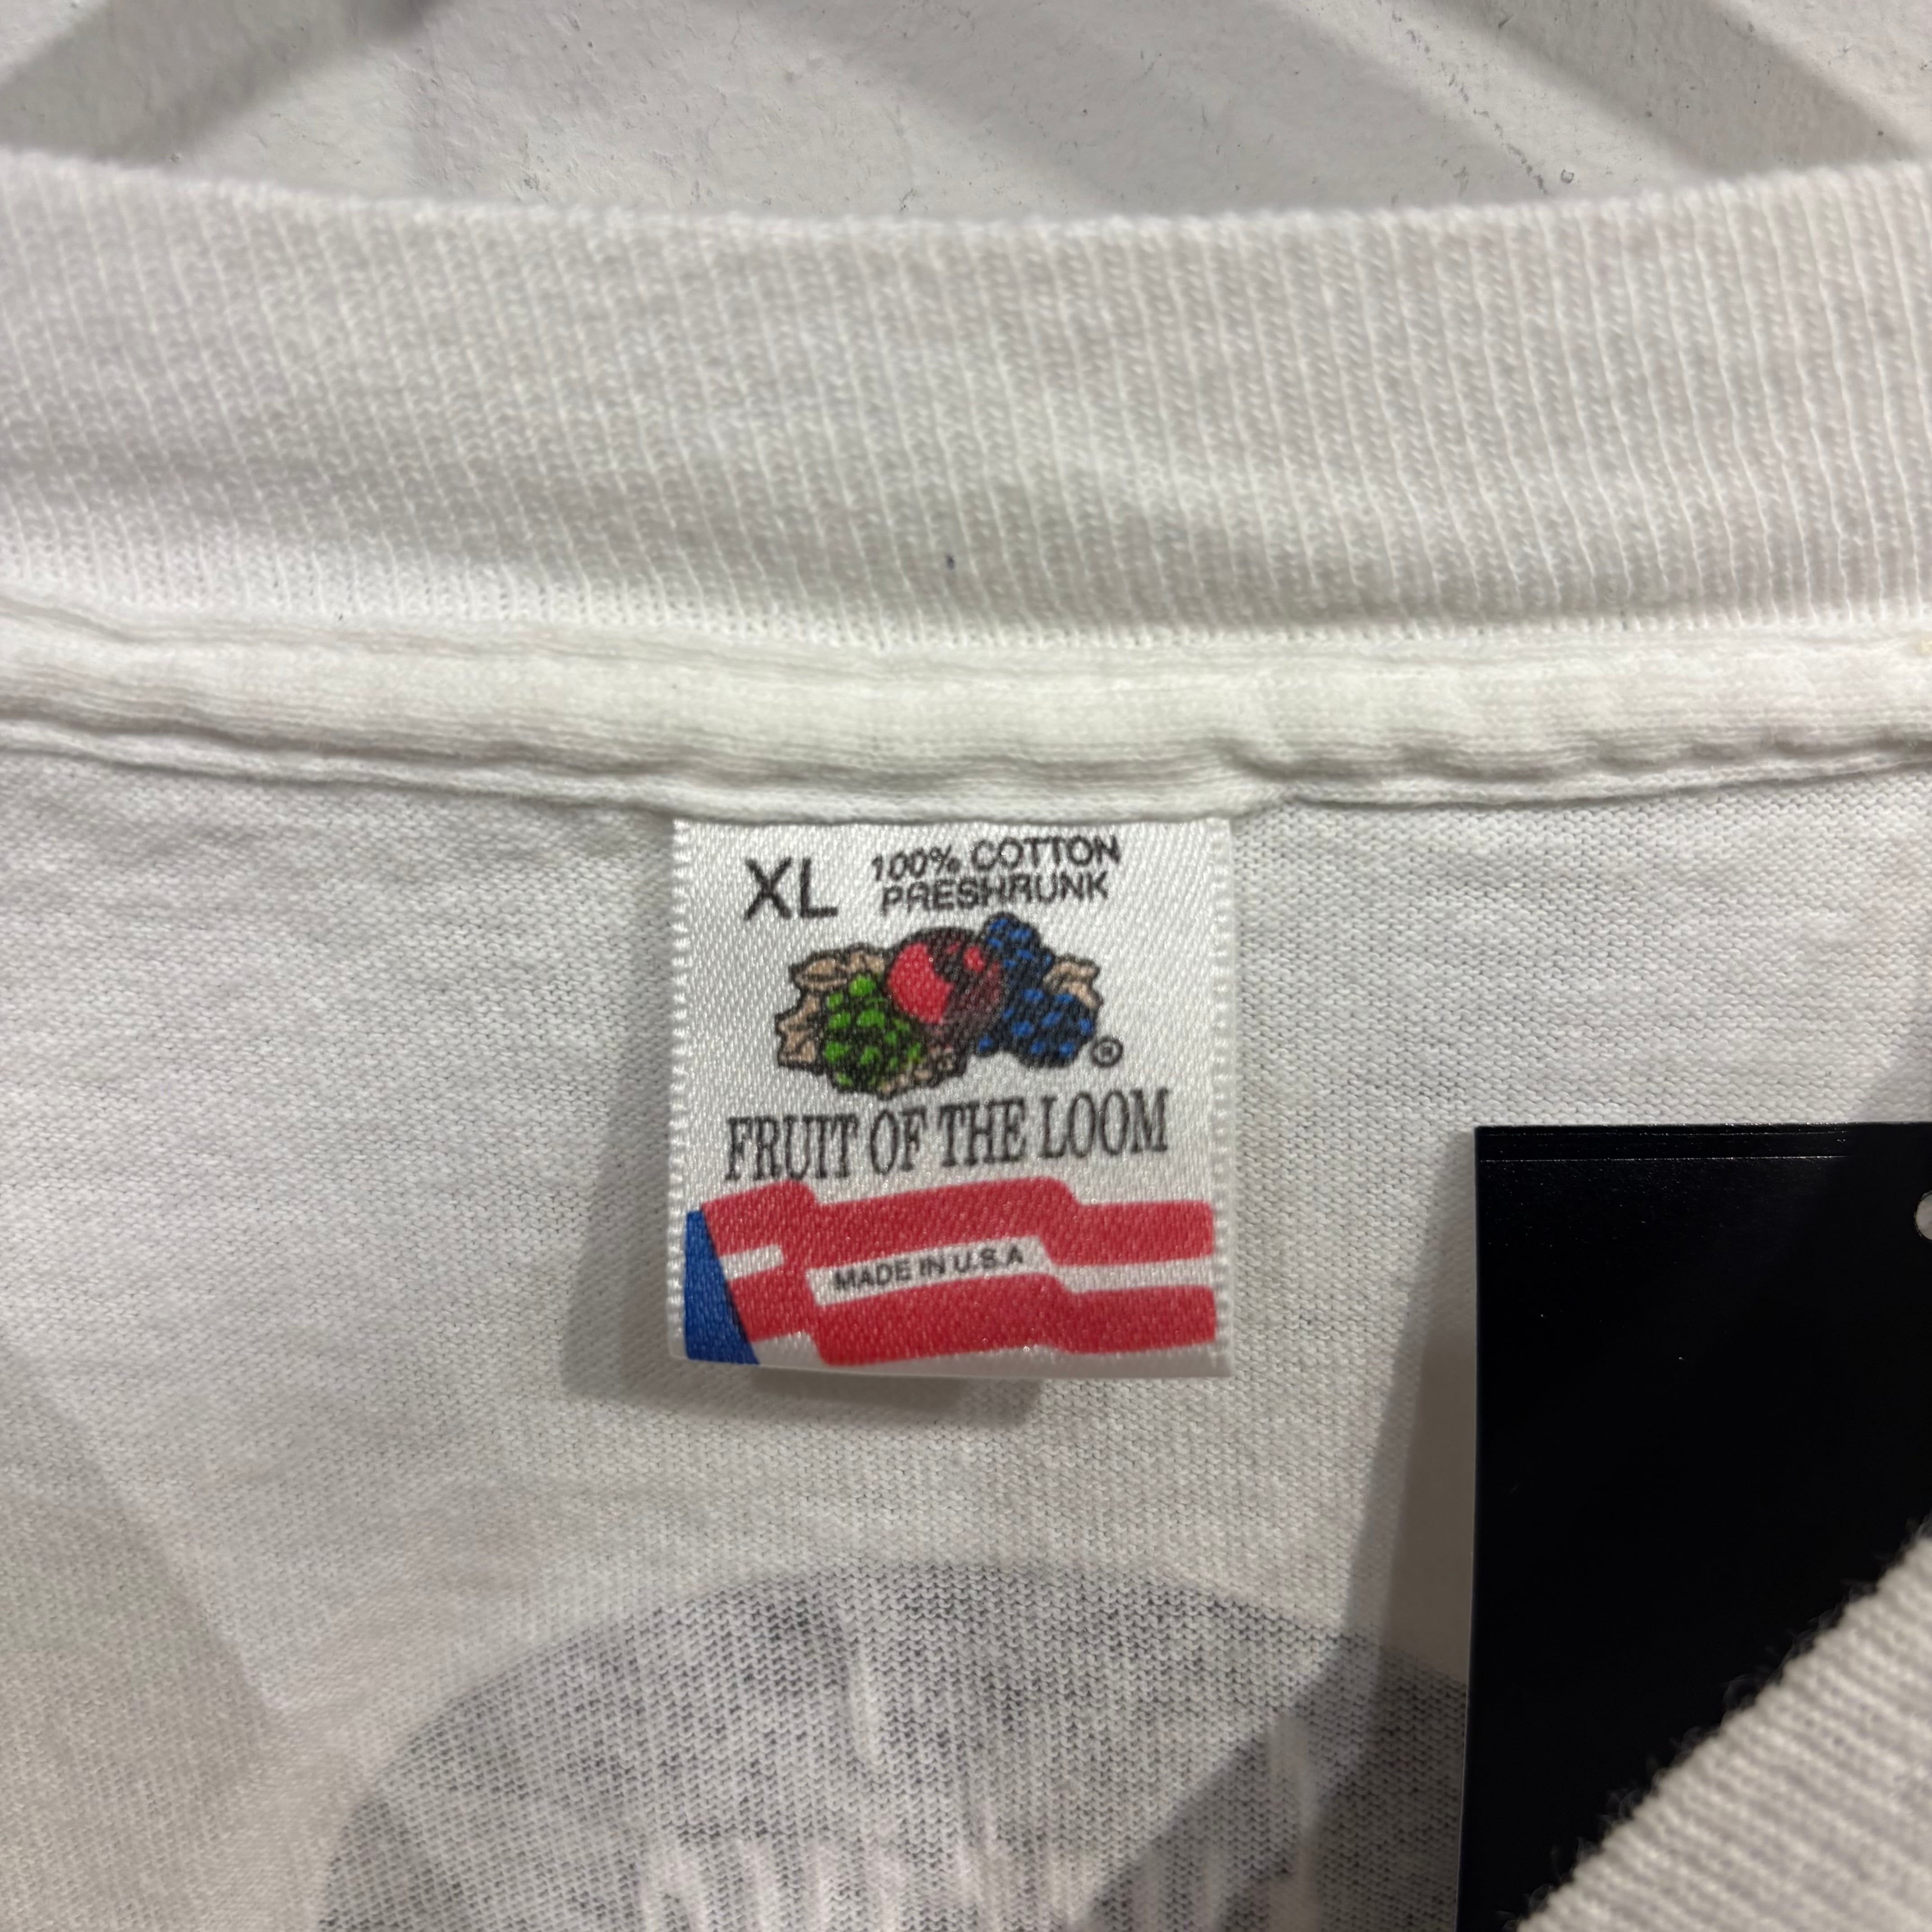 XL
100% COTTON
PRESHRUNK
®
FRUIT OF THE LOOM
MADE IN U.S.A